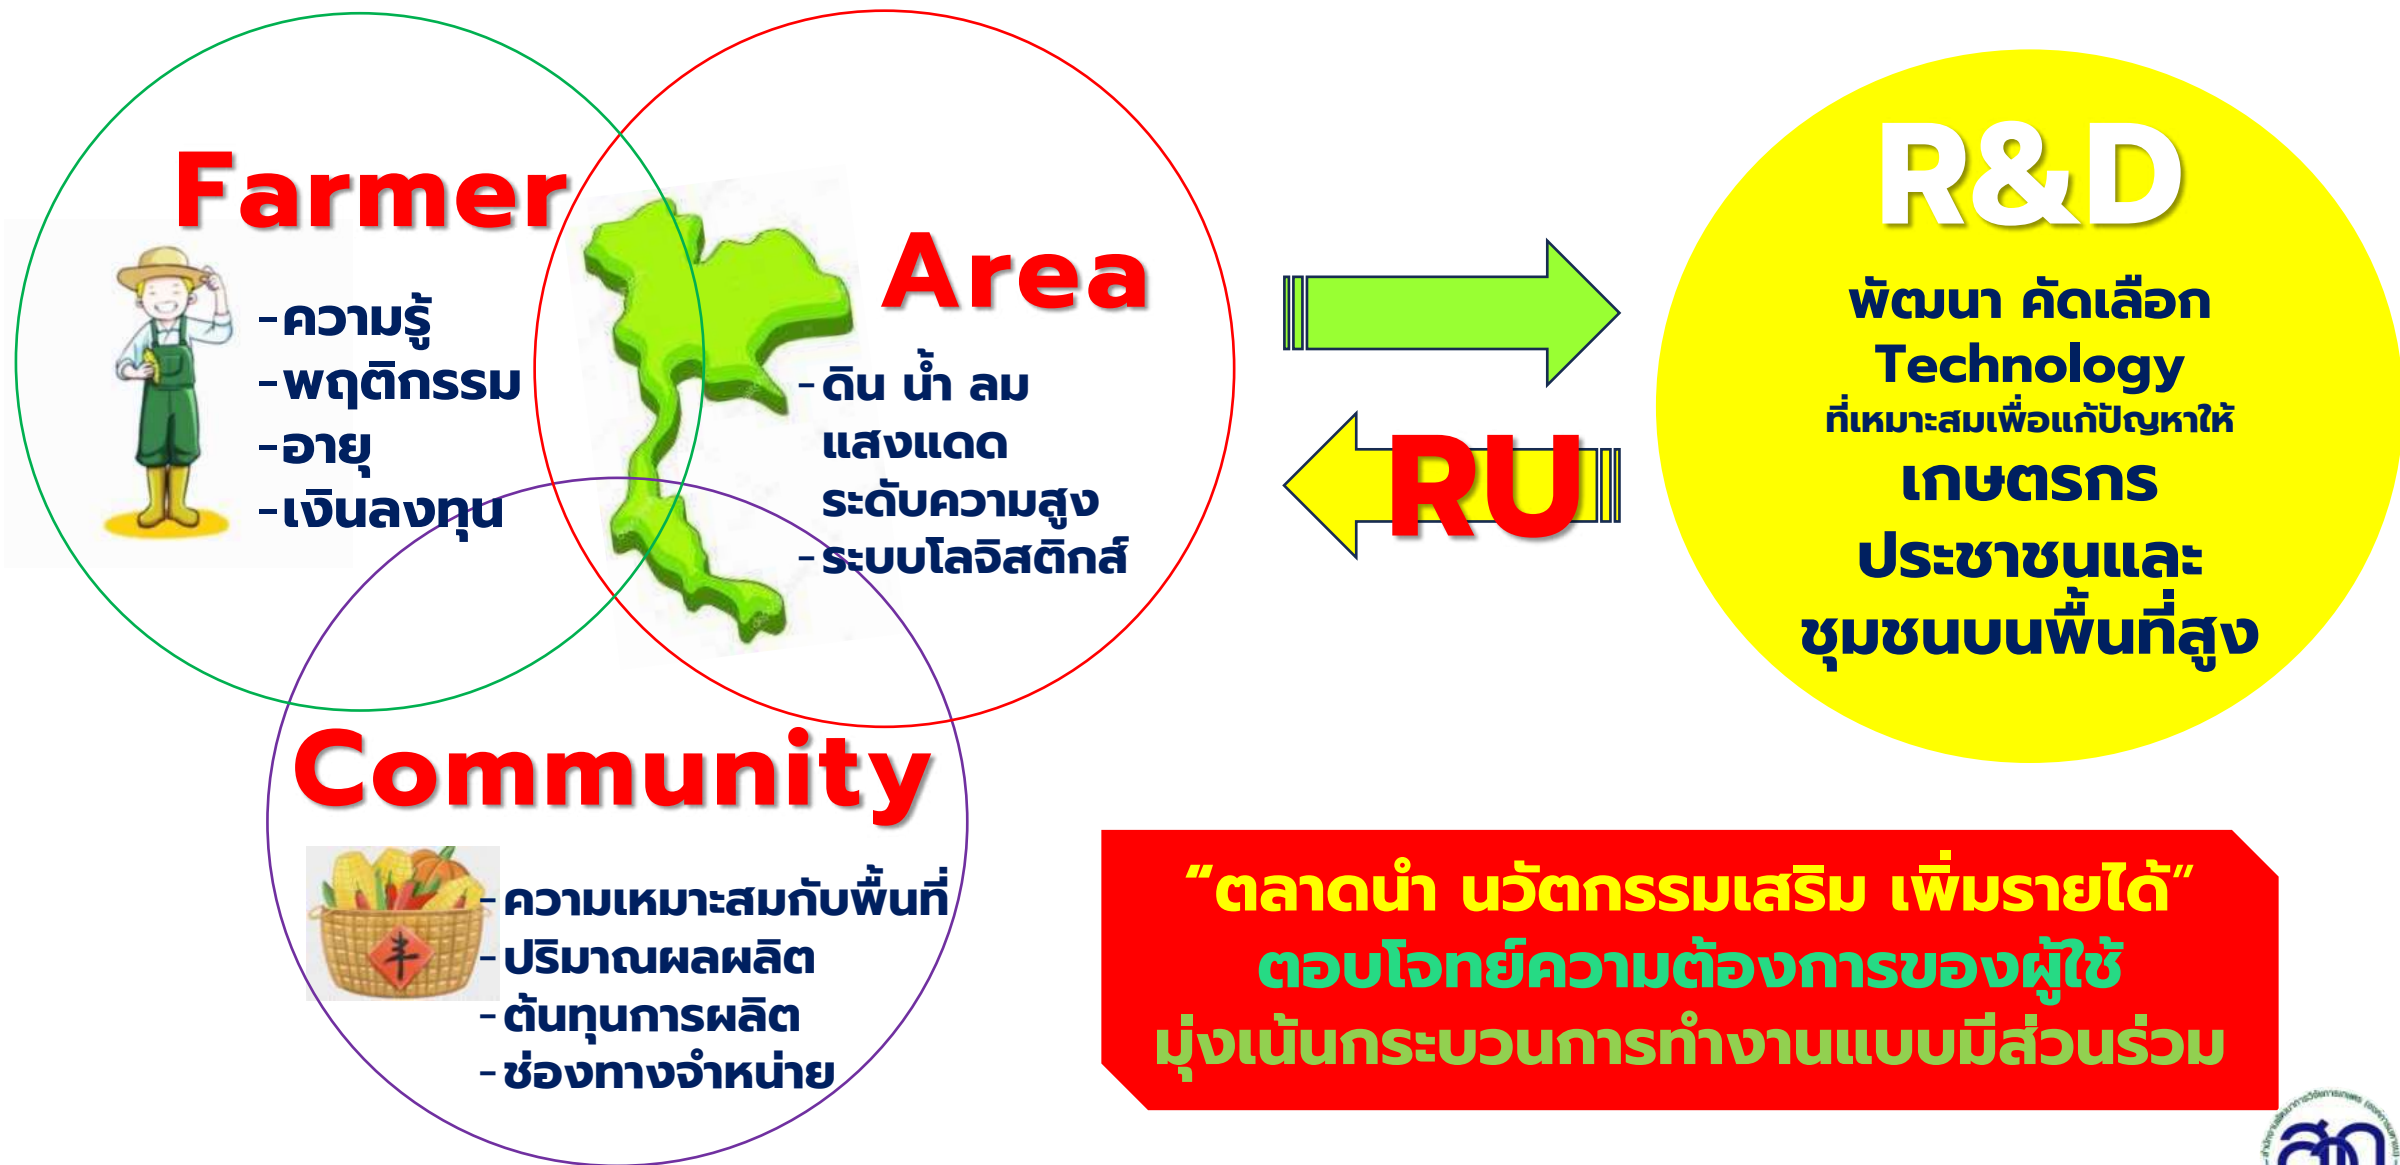 Farmer
-ความรู้
-พฤติกรรม
-อายุ
-เงินลงทุน
Area
-ดิน น้ำ ลม
แสงแดด
ระดับความสูง
-ระบบโลจิสติกส์
Community
-ความเหมาะสมกับพื้นที่
-ปริมาณผลผลิต
-ต้นทุนการผลิต
-ช่องทางจำหน่าย
RU
R&D
พัฒนา คัดเลือก
Technology
ที่เหมาะสมเพื่อแก้ปัญหาให้
เกษตรกร
ประชาชนและ
ชุมชนบนพื้นที่สูง
“ตลาดนำ นวัตกรรมเสริม เพิ่มรายได้”
ตอบโจทย์ความต้องการของผู้ใช้
มุ่งเน้นกระบวนการทำงานแบบมีส่วนร่วม